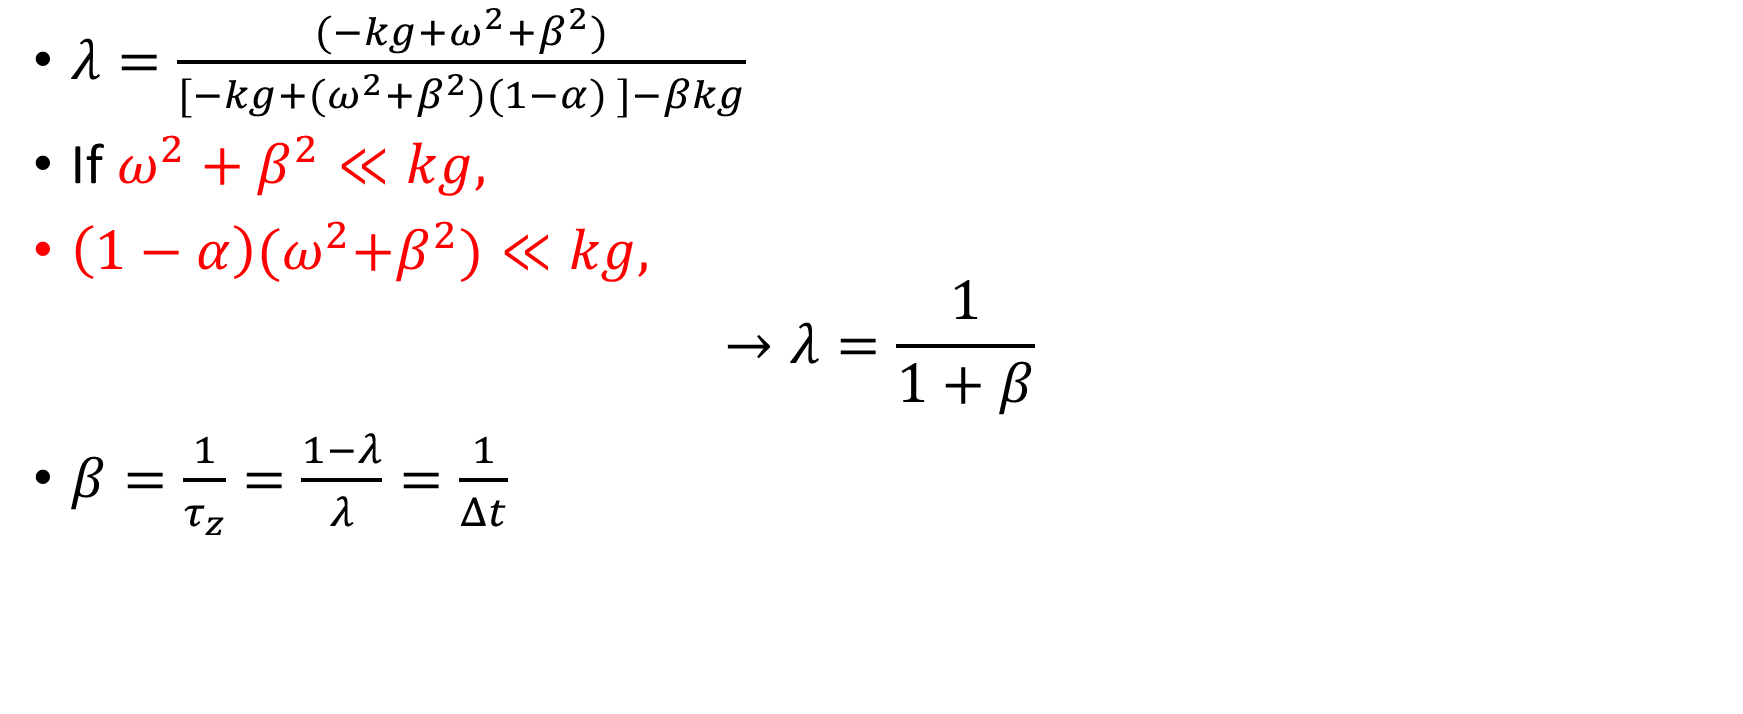 • λ = (−kg+ω²+β²) / [−kg+(ω²+β²)(1−α) ]−βkg
• If ω² + β² ≪ kg,
• (1 − α)(ω²+β²) ≪ kg,
→ λ = 1 / 1 + β
• β = 1/τ_z = 1−λ/λ = 1/Δt